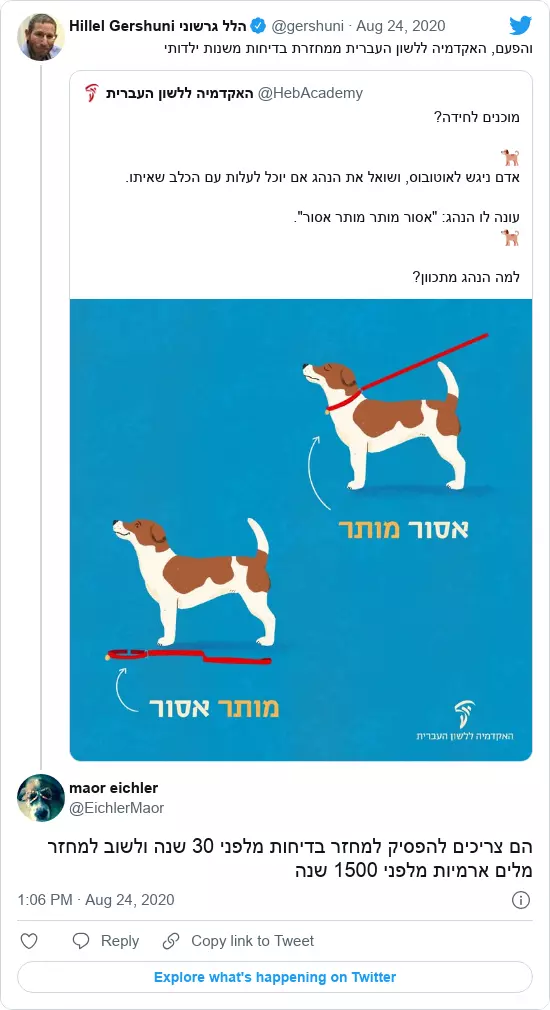 Hillel Gershuni הלל גרשוני @gershuni · Aug 24, 2020
והפעם, האקדמיה ללשון העברית ממחזרת בדיחות משנות ילדותי
האקדמיה ללשון העברית @HebAcademy
מוכנים לחידה?
🐕
אדם ניגש לאוטובוס, ושואל את הנהג אם יוכל לעלות עם הכלב שאיתו.
עונה לו הנהג: "אסור מותר מותר אסור".
🐕
למה הנהג מתכוון?
אסור מותר
מותר אסור
האקדמיה ללשון העברית
maor eichler
@EichlerMaor
הם צריכים להפסיק למחזר בדיחות מלפני 30 שנה ולשוב למחזר
מלים ארמיות מלפני 1500 שנה
1:06 PM · Aug 24, 2020
Reply
Copy link to Tweet
Explore what's happening on Twitter